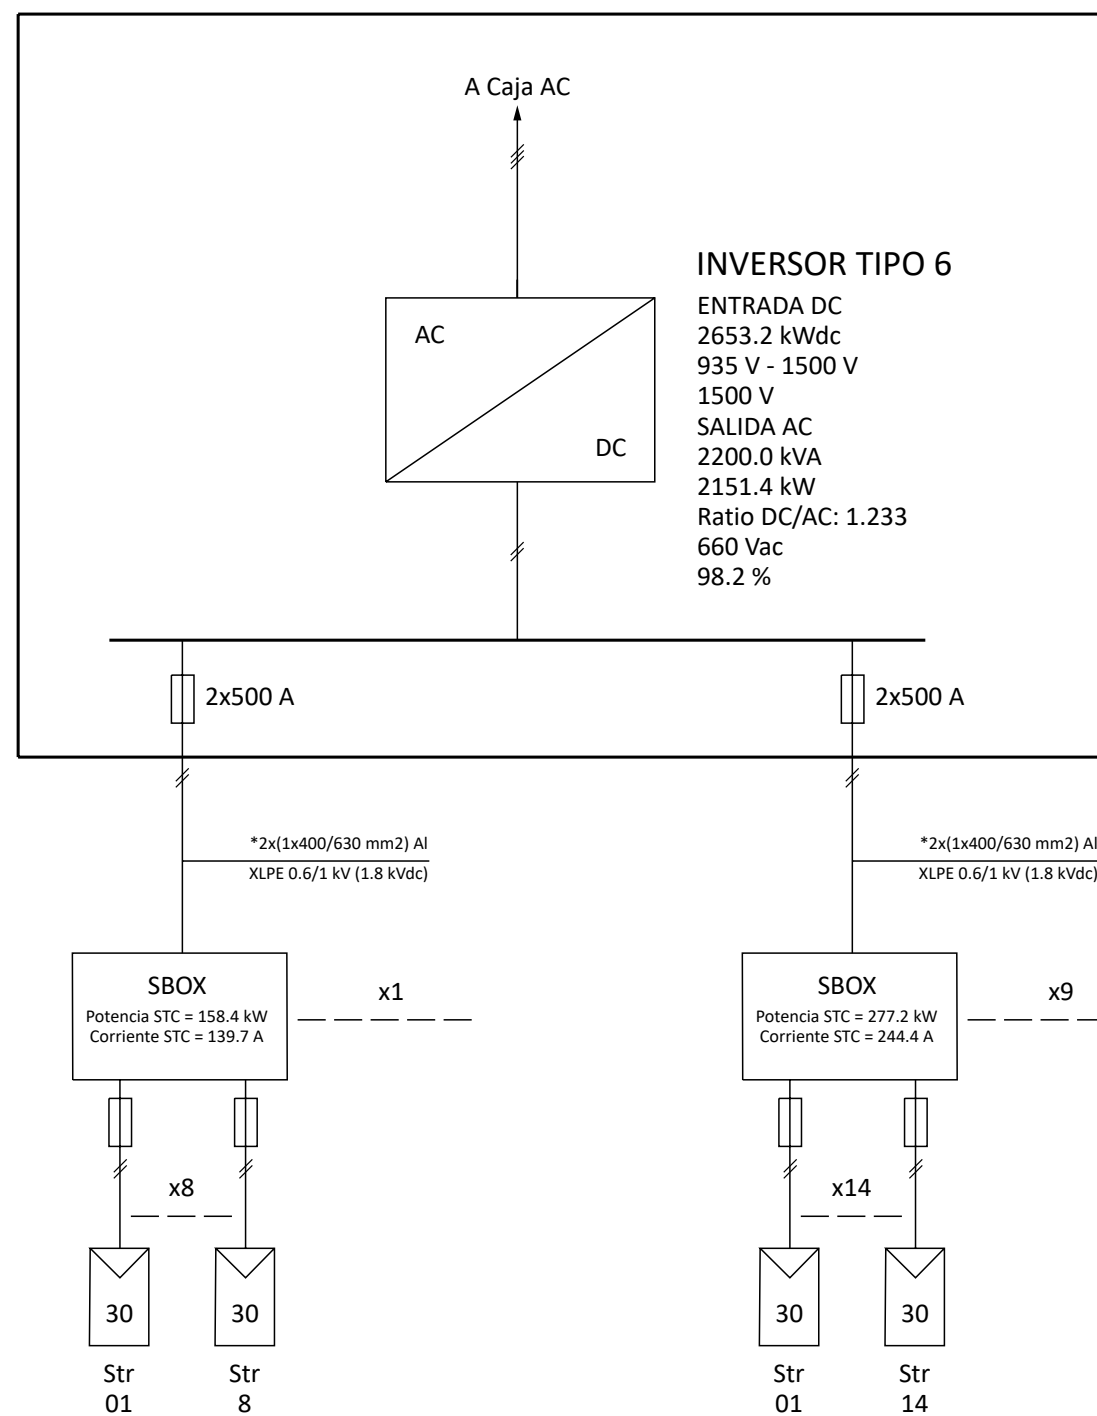 A Caja AC
INVERSOR TIPO 6
ENTRADA DC
2653.2 kWdc
935 V - 1500 V
1500 V
SALIDA AC
2200.0 kVA
2151.4 kW
Ratio DC/AC: 1.233
660 Vac
98.2 %
AC
DC
2x500 A
2x500 A
*2x(1x400/630 mm2) Al
XLPE 0.6/1 kV (1.8 kVdc)
*2x(1x400/630 mm2) Al
XLPE 0.6/1 kV (1.8 kVdc)
SBOX
Potencia STC = 158.4 kW
Corriente STC = 139.7 A
x1
SBOX
Potencia STC = 277.2 kW
Corriente STC = 244.4 A
x9
x8
x14
30
30
30
30
Str
01
Str
8
Str
01
Str
14